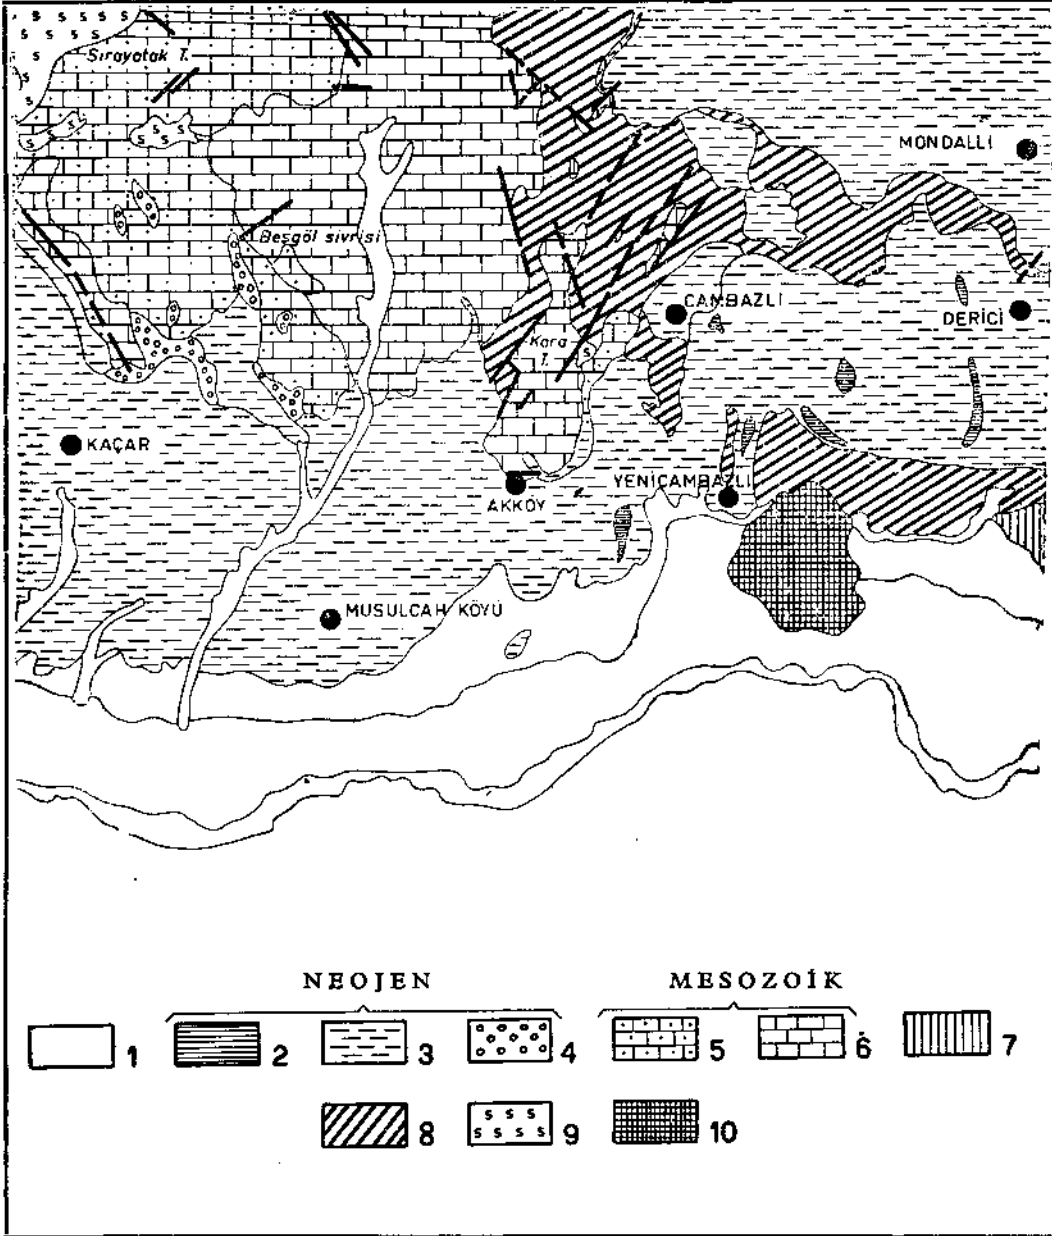 Sırayatak T.
MONDALLI
Beşgöl sivrisi
CAMBAZLI
DERİCİ
Kara
T.
KAÇAR
YENİCAMBAZLI
AKKÖY
MUSULCAH KÖYÜ
NEOJEN MESOZOİK
1 2 3 4 5 6 7
8 9 10